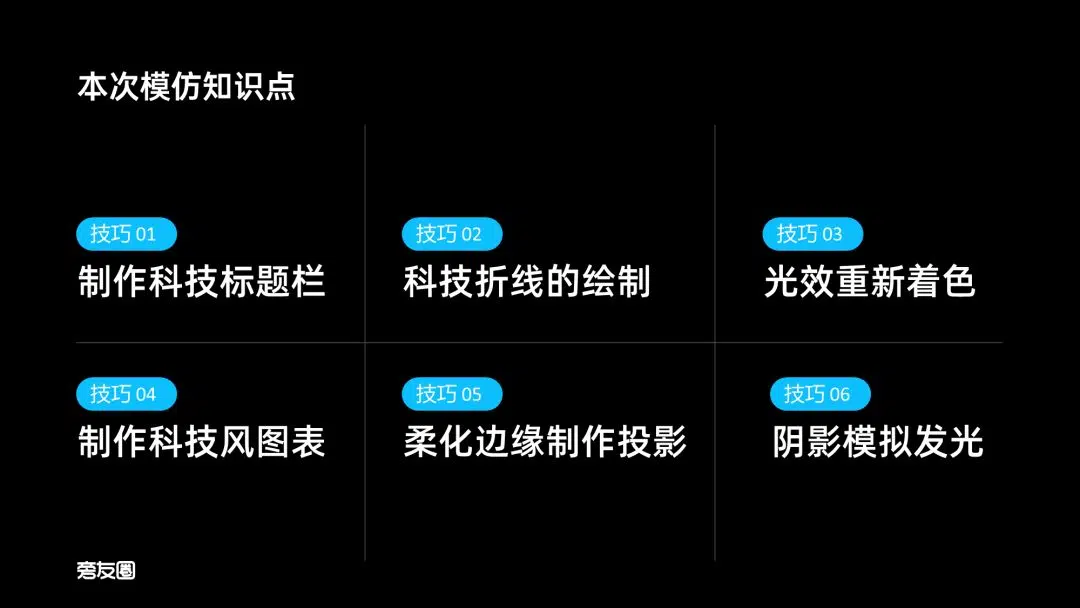 本次模仿知识点
技巧 01
制作科技标题栏
技巧 02
科技折线的绘制
技巧 03
光效重新着色
技巧 04
制作科技风图表
技巧 05
柔化边缘制作投影
技巧 06
阴影模拟发光
旁友圈